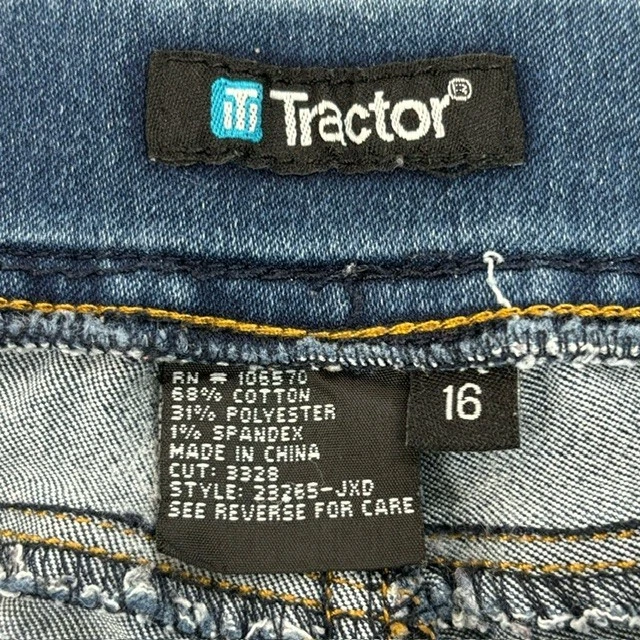 Tractor®
RN # 106570
68% COTTON
31% POLYESTER
1% SPANDEX
MADE IN CHINA
CUT: 3328
STYLE: 23265-JXD
SEE REVERSE FOR CARE
16